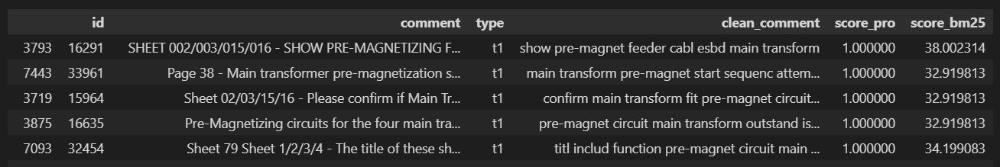 id comment type clean_comment score_pro score_bm25
3793 16291 SHEET 002/003/015/016 - SHOW PRE-MAGNETIZING F... t1 show pre-magnet feeder cabl esbd main transform 1.000000 38.002314
7443 33961 Page 38 - Main transformer pre-magnetization s... t1 main transform pre-magnet start sequenc attem... 1.000000 32.919813
3719 15964 Sheet 02/03/15/16 - Please confirm if Main Tr... t1 confirm main transform fit pre-magnet circuit... 1.000000 32.919813
3875 16635 Pre-Magnetizing circuits for the four main tra... t1 pre-magnet circuit main transform outstand is... 1.000000 32.919813
7093 32454 Sheet 79 Sheet 1/2/3/4 - The title of these sh... t1 titl includ function pre-magnet circuit main ... 1.000000 34.199083